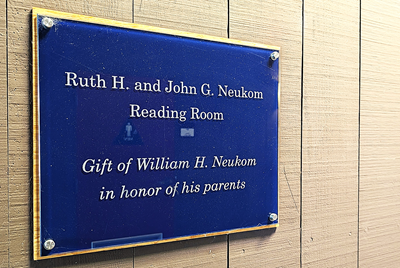 Ruth H. and John G. Neukom
Reading Room
Gift of William H. Neukom
in honor of his parents